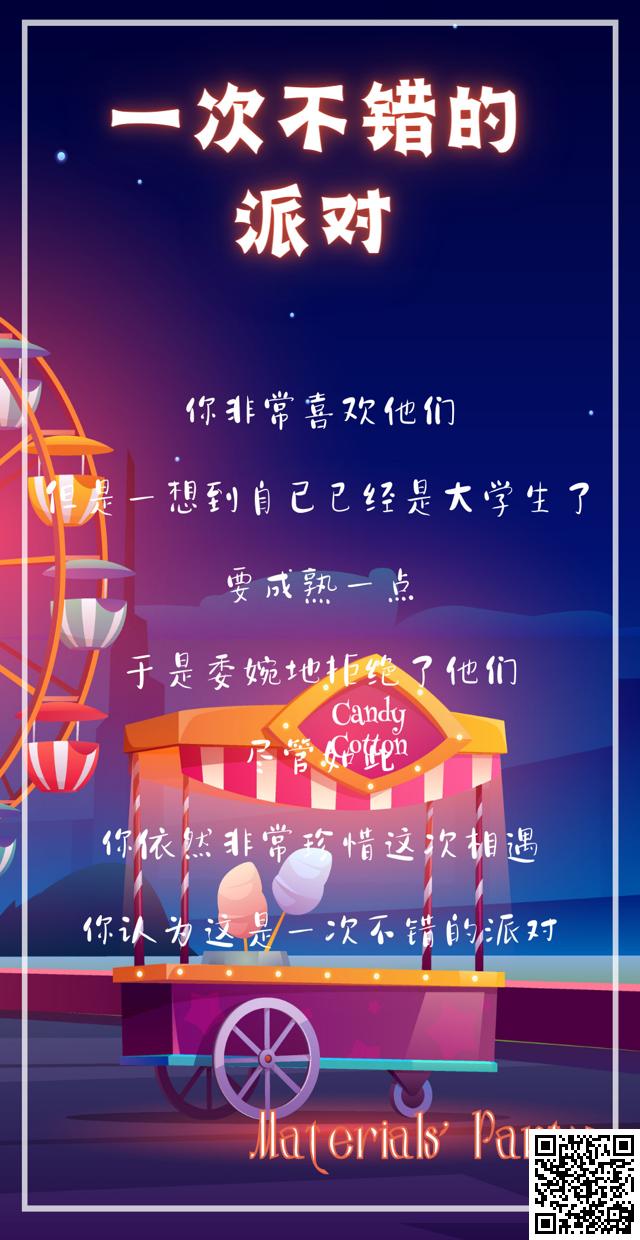 一次不错的
派对
你非常喜欢他们
但是一想到自己已经是大学生了
要成熟一点
于是委婉地拒绝了他们
Candy
Cotton
尽管如此
你依然非常珍惜这次相遇
你认为这是一次不错的派对
Materials'